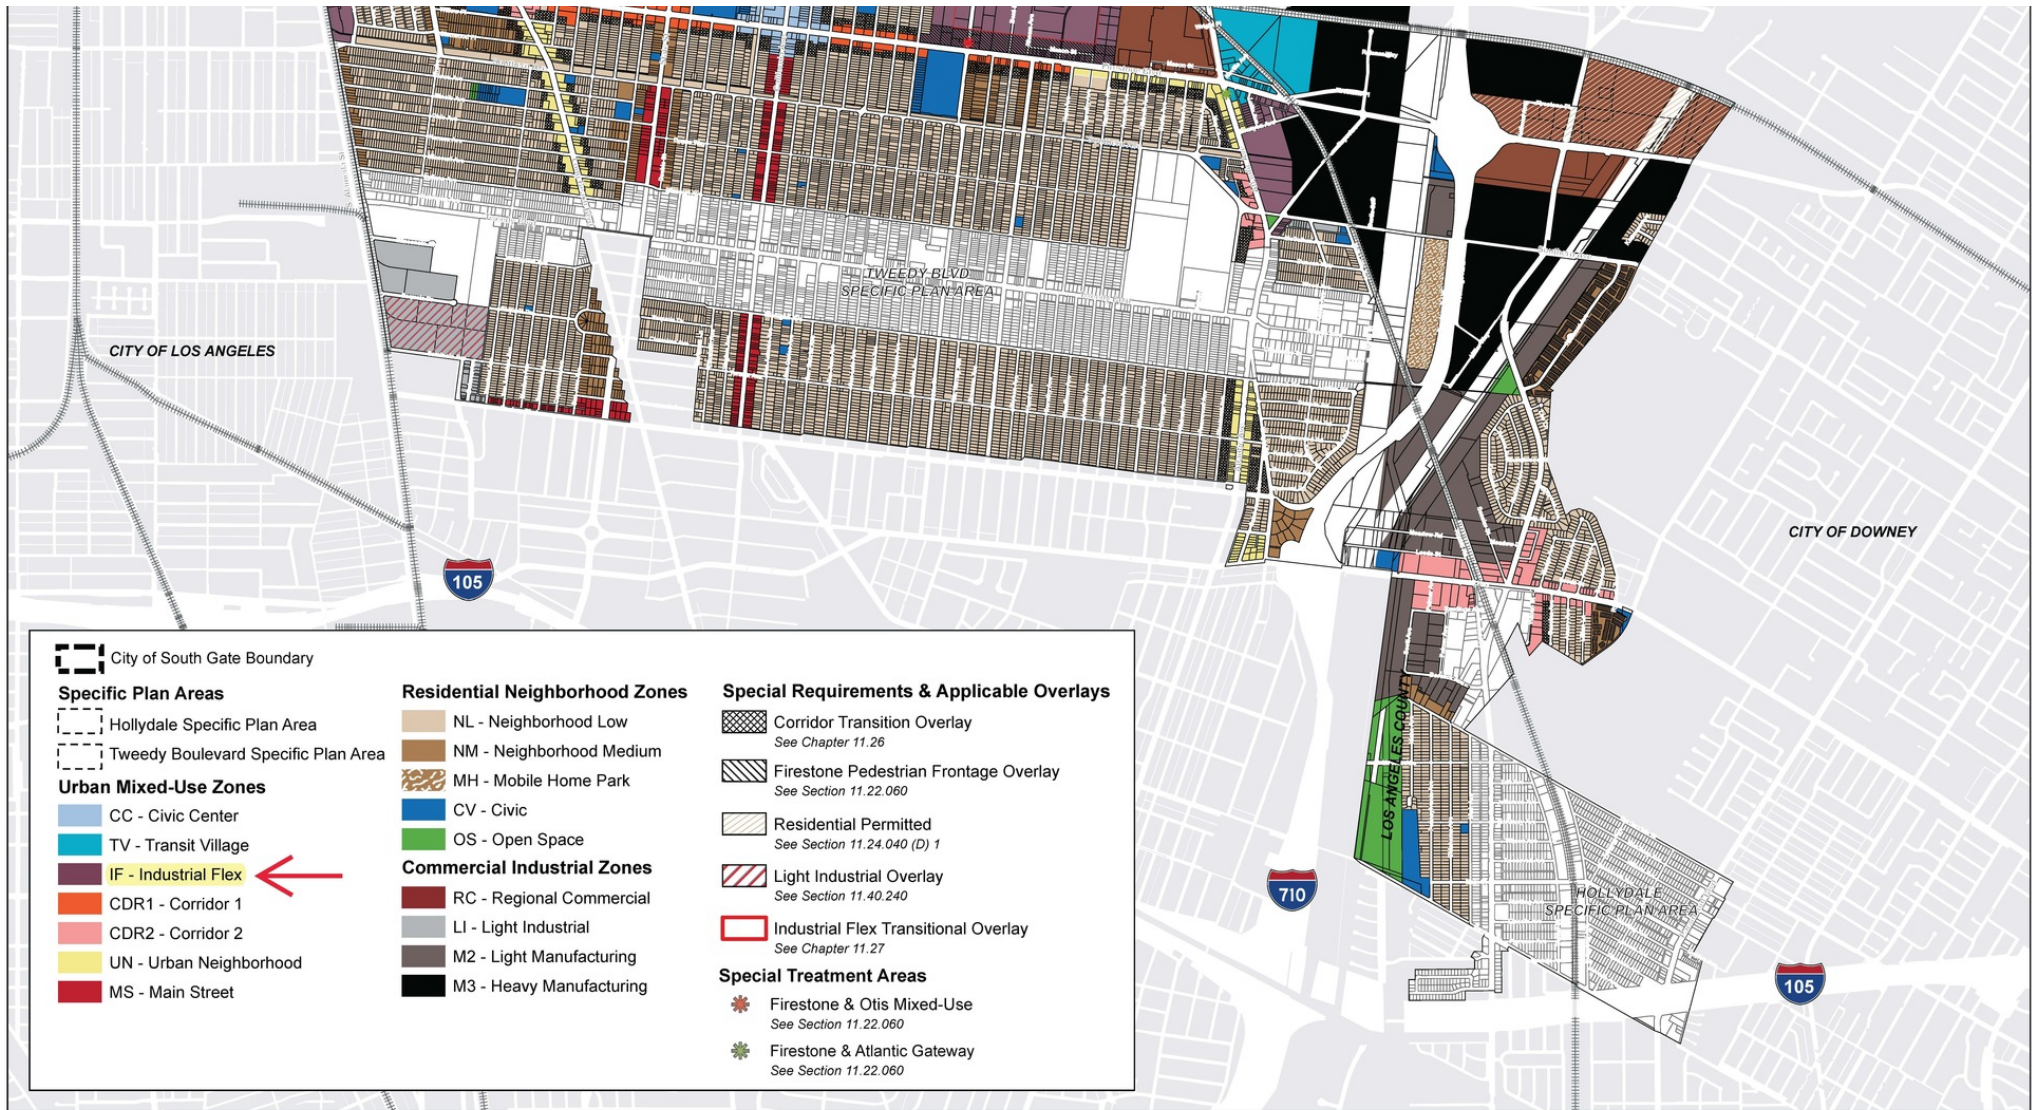 TWEEDY BLVD
SPECIFIC PLAN AREA
CITY OF LOS ANGELES
CITY OF DOWNEY
105
LOS ANGELES COUNTY
710
HOLLYDALE
SPECIFIC PLAN AREA
105
City of South Gate Boundary
Specific Plan Areas
Hollydale Specific Plan Area
Tweedy Boulevard Specific Plan Area
Urban Mixed-Use Zones
CC - Civic Center
TV - Transit Village
IF - Industrial Flex
CDR1 - Corridor 1
CDR2 - Corridor 2
UN - Urban Neighborhood
MS - Main Street
Residential Neighborhood Zones
NL - Neighborhood Low
NM - Neighborhood Medium
MH - Mobile Home Park
CV - Civic
OS - Open Space
Commercial Industrial Zones
RC - Regional Commercial
LI - Light Industrial
M2 - Light Manufacturing
M3 - Heavy Manufacturing
Special Requirements & Applicable Overlays
Corridor Transition Overlay
See Chapter 11.26
Firestone Pedestrian Frontage Overlay
See Section 11.22.060
Residential Permitted
See Section 11.24.040 (D) 1
Light Industrial Overlay
See Section 11.40.240
Industrial Flex Transitional Overlay
See Chapter 11.27
Special Treatment Areas
Firestone & Otis Mixed-Use
See Section 11.22.060
Firestone & Atlantic Gateway
See Section 11.22.060